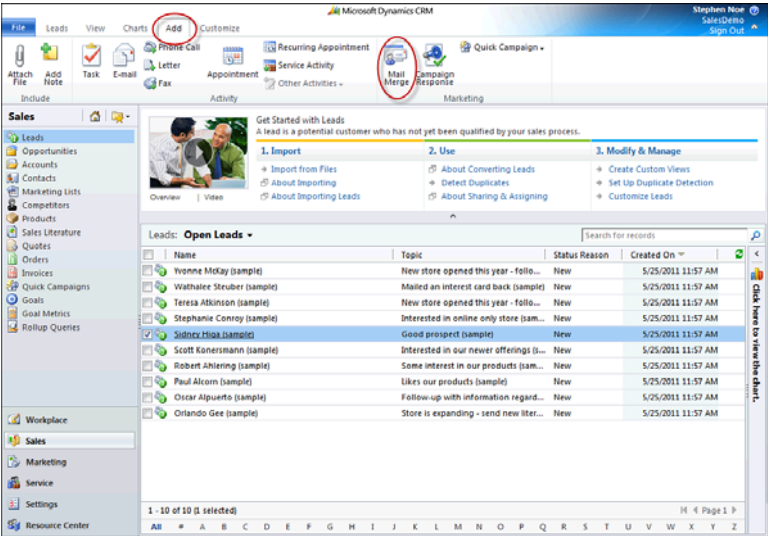 Microsoft Dynamics CRM
Stephen Noe
SalesDemo
Sign Out
File Leads View Charts Add Customize
Attach File
Add Note
Task
E-mail
Phone Call
Letter
Fax
Appointment
Recurring Appointment
Service Activity
Other Activities
Mail Merge
Campaign Response
Quick Campaign
Include Activity Marketing
Sales
Leads
Opportunities
Accounts
Contacts
Marketing Lists
Competitors
Products
Sales Literature
Quotes
Orders
Invoices
Quick Campaigns
Goals
Goal Metrics
Rollup Queries
Workplace
Sales
Marketing
Service
Settings
Resource Center
Overview | Video
Get Started with Leads
A lead is a potential customer who has not yet been qualified by your sales process.
1. Import
Import from Files
About Importing
About Importing Leads
2. Use
About Converting Leads
Detect Duplicates
About Sharing & Assigning
3. Modify & Manage
Create Custom Views
Set Up Duplicate Detection
Customize Leads
Leads: Open Leads Search for records
Name Topic Status Reason Created On
Yvonne McKay (sample) New store opened this year - follo... New 5/25/2011 11:57 AM
Wathalee Steuber (sample) Mailed an interest card back (sample) New 5/25/2011 11:57 AM
Teresa Atkinson (sample) New store opened this year - follo... New 5/25/2011 11:57 AM
Stephanie Conroy (sample) Interested in online only store (sam... New 5/25/2011 11:57 AM
Sidney Higa (sample) Good prospect (sample) New 5/25/2011 11:57 AM
Scott Konersmann (sample) Interested in our newer offerings (s... New 5/25/2011 11:57 AM
Robert Ahlering (sample) Some interest in our products (sam... New 5/25/2011 11:57 AM
Paul Alcorn (sample) Likes our products (sample) New 5/25/2011 11:57 AM
Oscar Alpuerto (sample) Follow-up with information regard... New 5/25/2011 11:57 AM
Orlando Gee (sample) Store is expanding - send new liter... New 5/25/2011 11:57 AM
Click here to view the chart.
1 - 10 of 10 (1 selected) Page 1
All # A B C D E F G H I J K L M N O P Q R S T U V W X Y Z